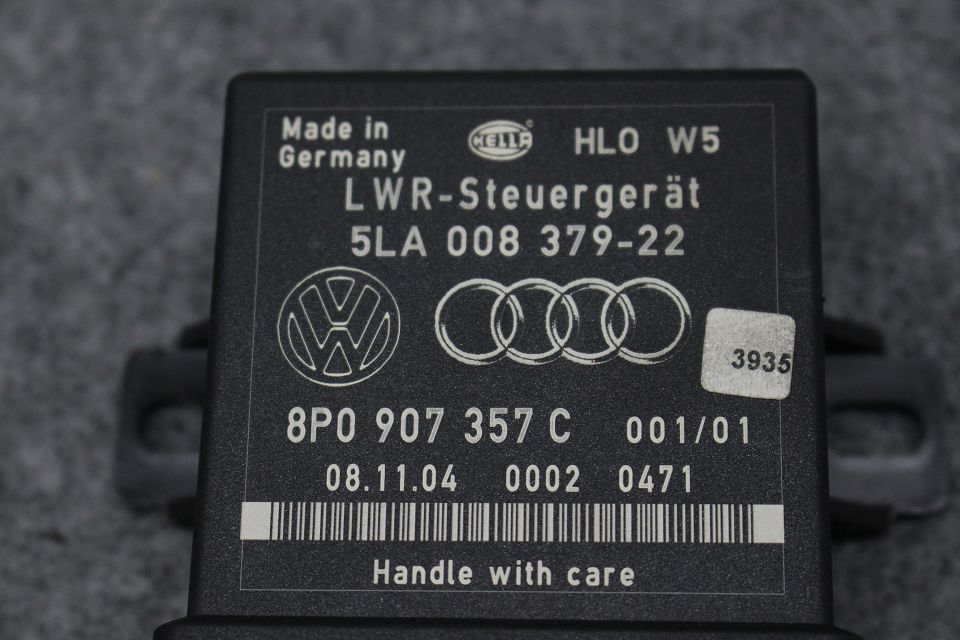 Made in
Germany
HELLA
HLO W5
LWR-Steuergerät
5LA 008 379-22
3935
8P0 907 357 C 001/01
08.11.04 0002 0471
Handle with care